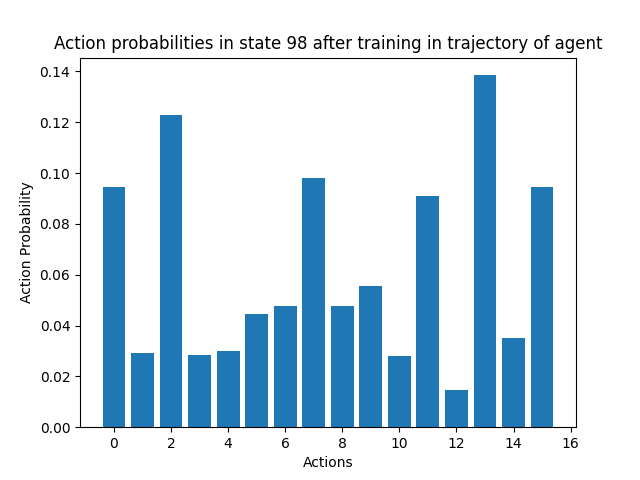 Action probabilities in state 98 after training in trajectory of agent
0.14
0.12
0.10
0.08
0.06
0.04
0.02
0.00
Action Probability
0 2 4 6 8 10 12 14 16
Actions